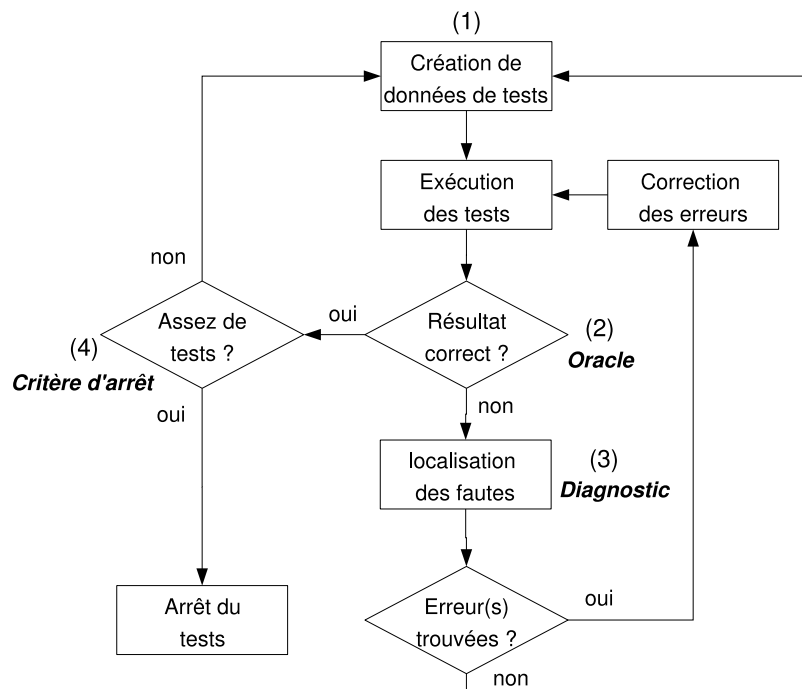 (1)
Création de
données de tests
Exécution
des tests
Correction
des erreurs
non
Assez de
tests ?
oui
Résultat
correct ?
(2)
Oracle
(4)
Critère d'arrêt
oui
non
localisation
des fautes
(3)
Diagnostic
Arrêt du
tests
Erreur(s)
trouvées ?
oui
non